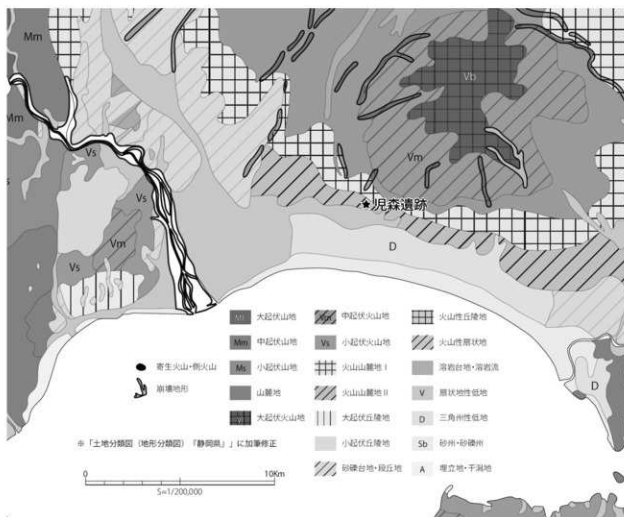 Mm
Vb
Mm
Vs
Vm
s
Vs
児森遺跡
Vm
D
Vs
D
Ml 大起伏山地
Vm 中起伏火山地
火山性丘陵地
Mm 中起伏山地
Vs 小起伏火山地
火山性扇状地
寄生火山・側火山
Ms 小起伏山地
火山山麓地Ⅰ
溶岩台地・溶岩流
崩壊地形
山麓地
火山山麓地Ⅱ
V 扇状地性低地
大起伏火山地
大起伏丘陵地
D 三角州性低地
※「土地分類図（地形分類図）『静岡県』」に加筆修正
小起伏丘陵地
Sb 砂州・砂礫州
0 10Km
S=1/200,000
砂礫台地・段丘地
A 埋立地・干潟地